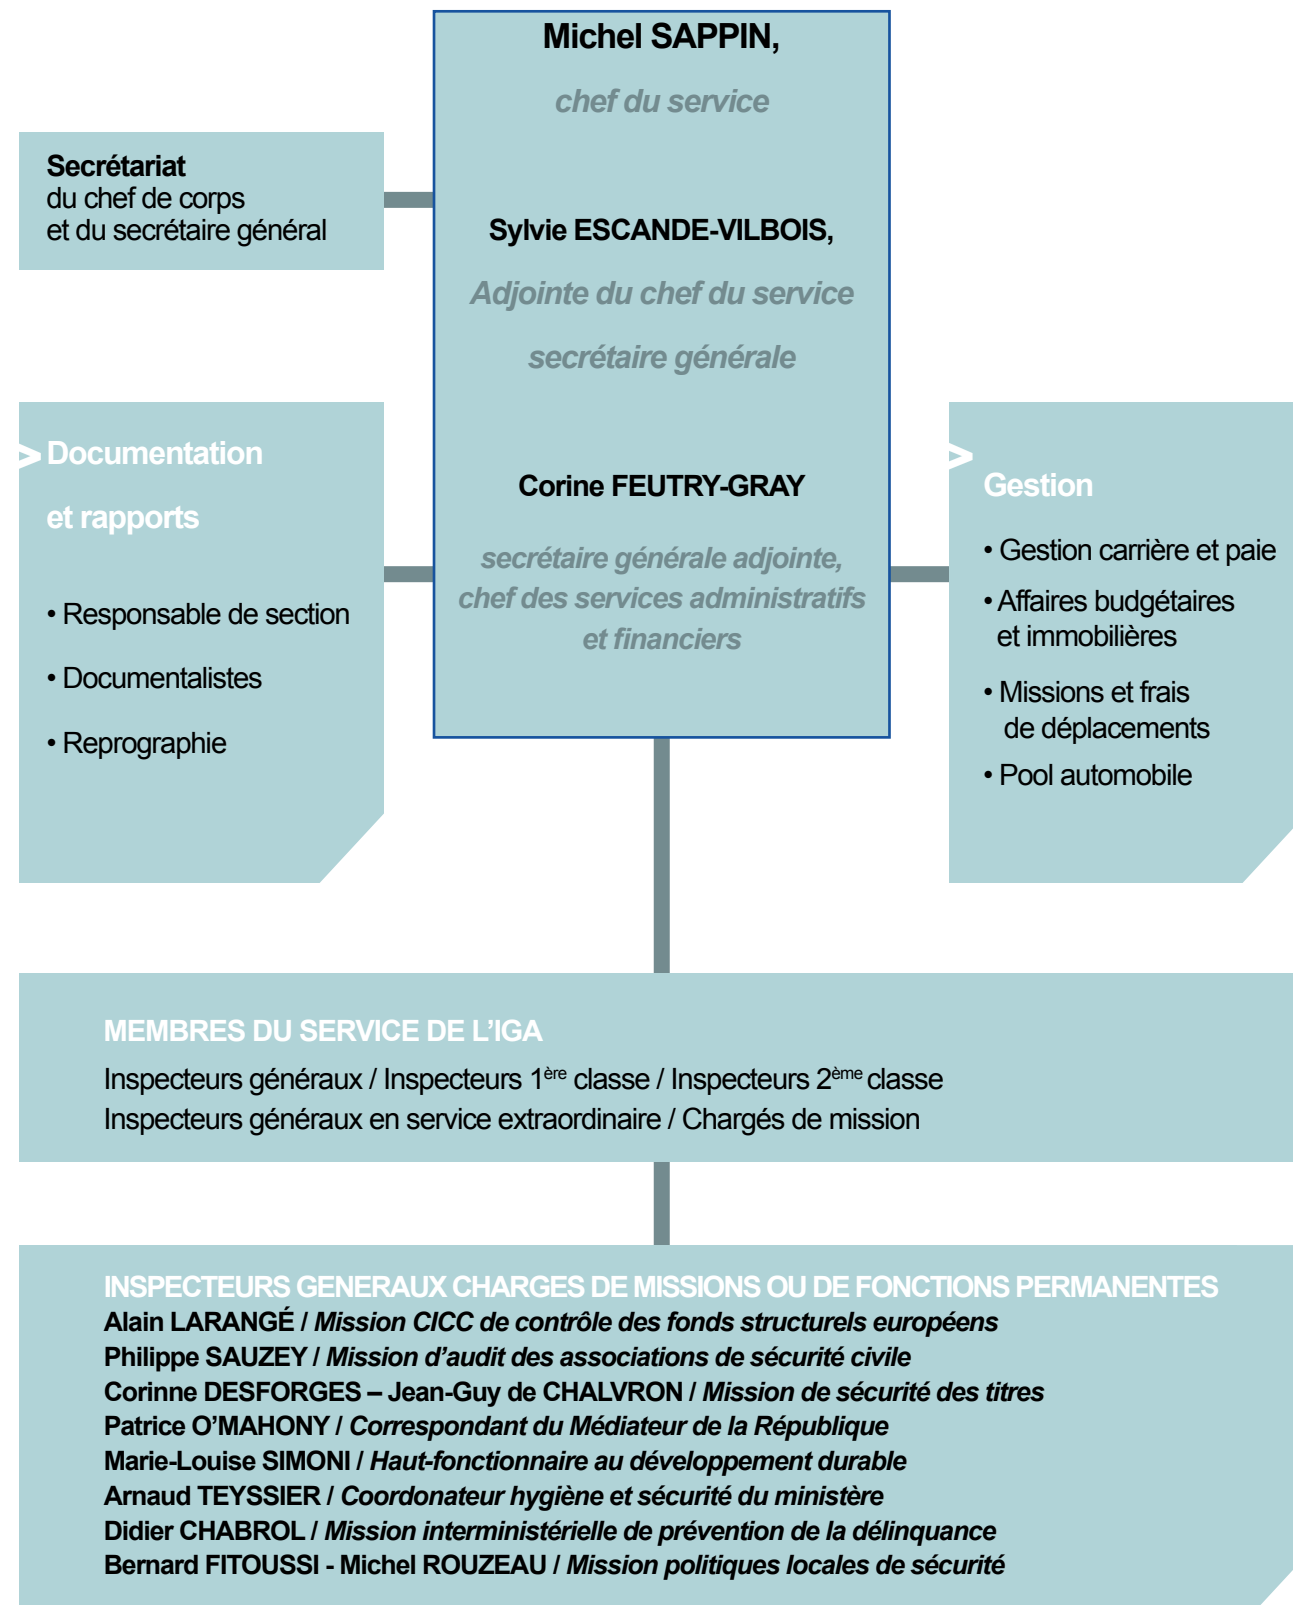 Michel SAPPIN,
chef du service
Secrétariat
du chef de corps
et du secrétaire général
Sylvie ESCANDE-VILBOIS,
Adjointe du chef du service
secrétaire générale
Corine FEUTRY-GRAY
secrétaire générale adjointe,
chef des services administratifs
et financiers
> Documentation
et rapports
• Responsable de section
• Documentalistes
• Reprographie
>
Gestion
• Gestion carrière et paie
• Affaires budgétaires
et immobilières
• Missions et frais
de déplacements
• Pool automobile
MEMBRES DU SERVICE DE L’IGA
Inspecteurs généraux / Inspecteurs 1ère classe / Inspecteurs 2ème classe
Inspecteurs généraux en service extraordinaire / Chargés de mission
INSPECTEURS GENERAUX CHARGES DE MISSIONS OU DE FONCTIONS PERMANENTES
Alain LARANGÉ / Mission CICC de contrôle des fonds structurels européens
Philippe SAUZEY / Mission d’audit des associations de sécurité civile
Corinne DESFORGES – Jean-Guy de CHALVRON / Mission de sécurité des titres
Patrice O’MAHONY / Correspondant du Médiateur de la République
Marie-Louise SIMONI / Haut-fonctionnaire au développement durable
Arnaud TEYSSIER / Coordonateur hygiène et sécurité du ministère
Didier CHABROL / Mission interministérielle de prévention de la délinquance
Bernard FITOUSSI - Michel ROUZEAU / Mission politiques locales de sécurité